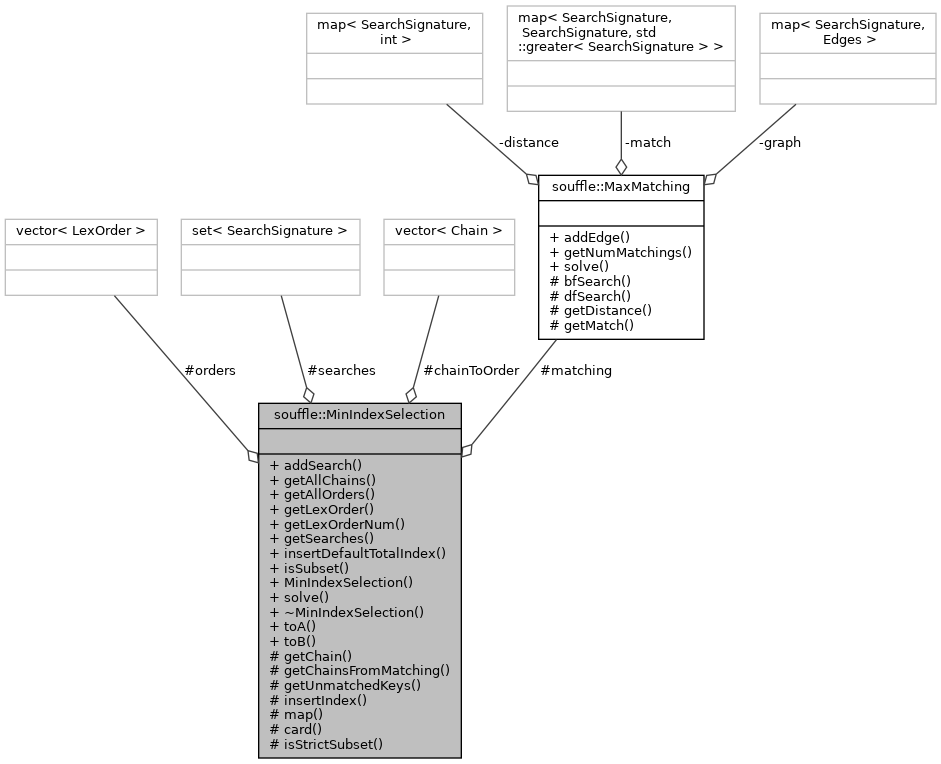 map< SearchSignature,
int >
map< SearchSignature,
SearchSignature, std
::greater< SearchSignature > >
map< SearchSignature,
Edges >
-distance
-match
-graph
souffle::MaxMatching
+ addEdge()
+ getNumMatchings()
+ solve()
# bfSearch()
# dfSearch()
# getDistance()
# getMatch()
vector< LexOrder >
set< SearchSignature >
vector< Chain >
#orders
#searches
#chainToOrder
#matching
souffle::MinIndexSelection
+ addSearch()
+ getAllChains()
+ getAllOrders()
+ getLexOrder()
+ getLexOrderNum()
+ getSearches()
+ insertDefaultTotalIndex()
+ isSubset()
+ MinIndexSelection()
+ solve()
+ ~MinIndexSelection()
+ toA()
+ toB()
# getChain()
# getChainsFromMatching()
# getUnmatchedKeys()
# insertIndex()
# map()
# card()
# isStrictSubset()